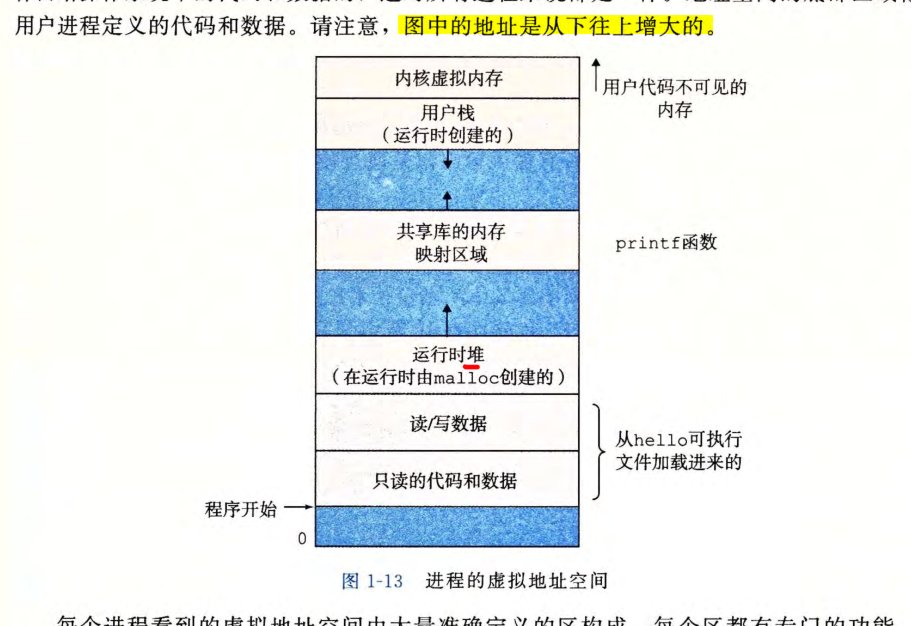 用户进程定义的代码和数据。请注意，图中的地址是从下往上增大的。
内核虚拟内存
用户代码不可见的
内存
用户栈
（运行时创建的）
共享库的内存
映射区域
printf函数
运行时堆
（在运行时由malloc创建的）
读/写数据
从hello可执行
文件加载进来的
只读的代码和数据
程序开始
0
图 1-13 进程的虚拟地址空间
每个进程看到的虚拟地址空间由大量准确定义的区构成，每个区都有专门的功能